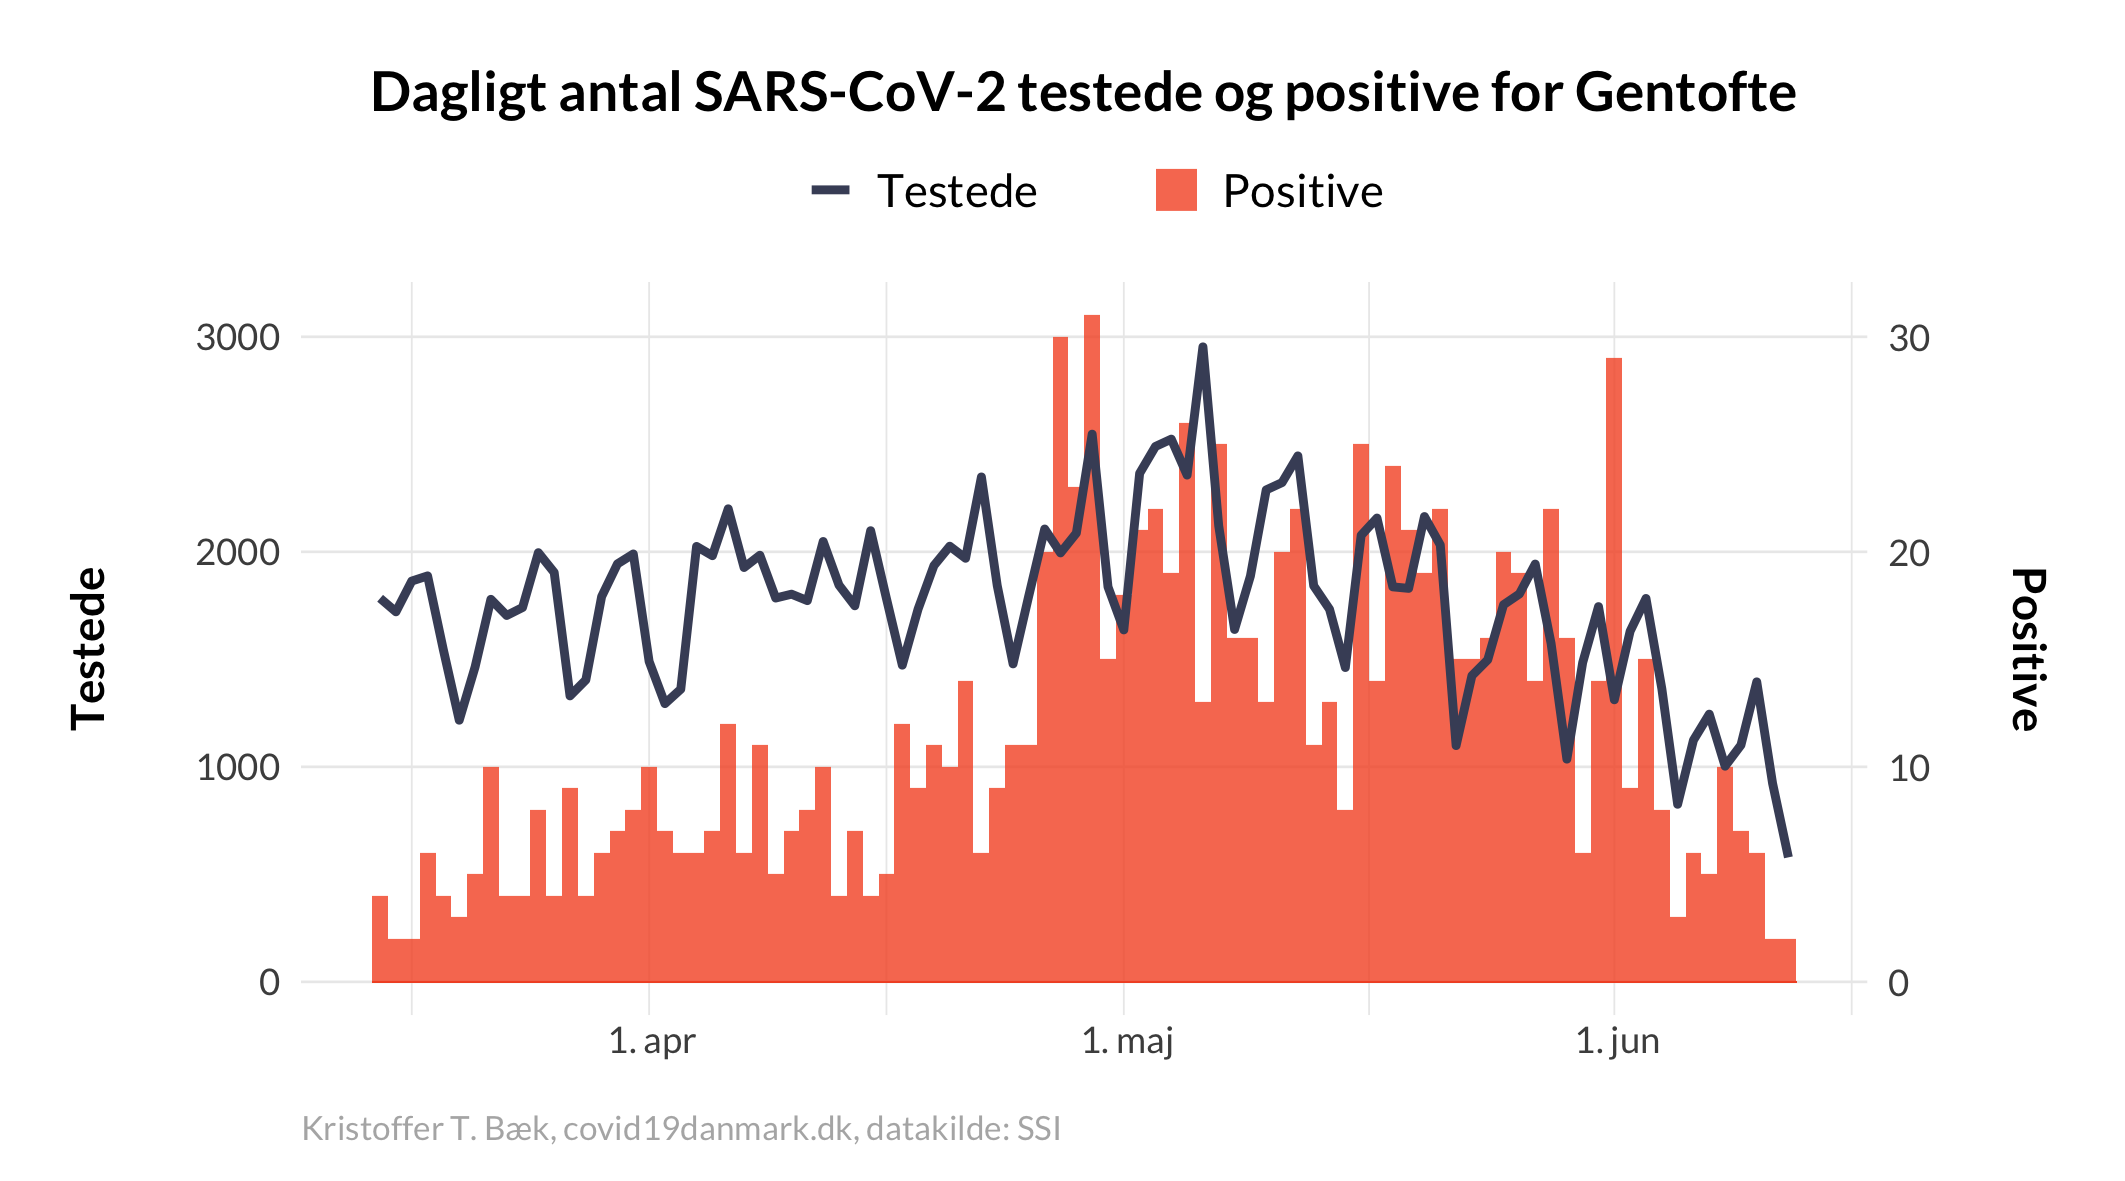 Dagligt antal SARS-CoV-2 testede og positive for Gentofte
Testede
Positive
3000
2000
1000
0
30
20
10
0
Testede
Positive
1. apr
1. maj
1. jun
Kristoffer T. Bæk, covid19danmark.dk, datakilde: SSI